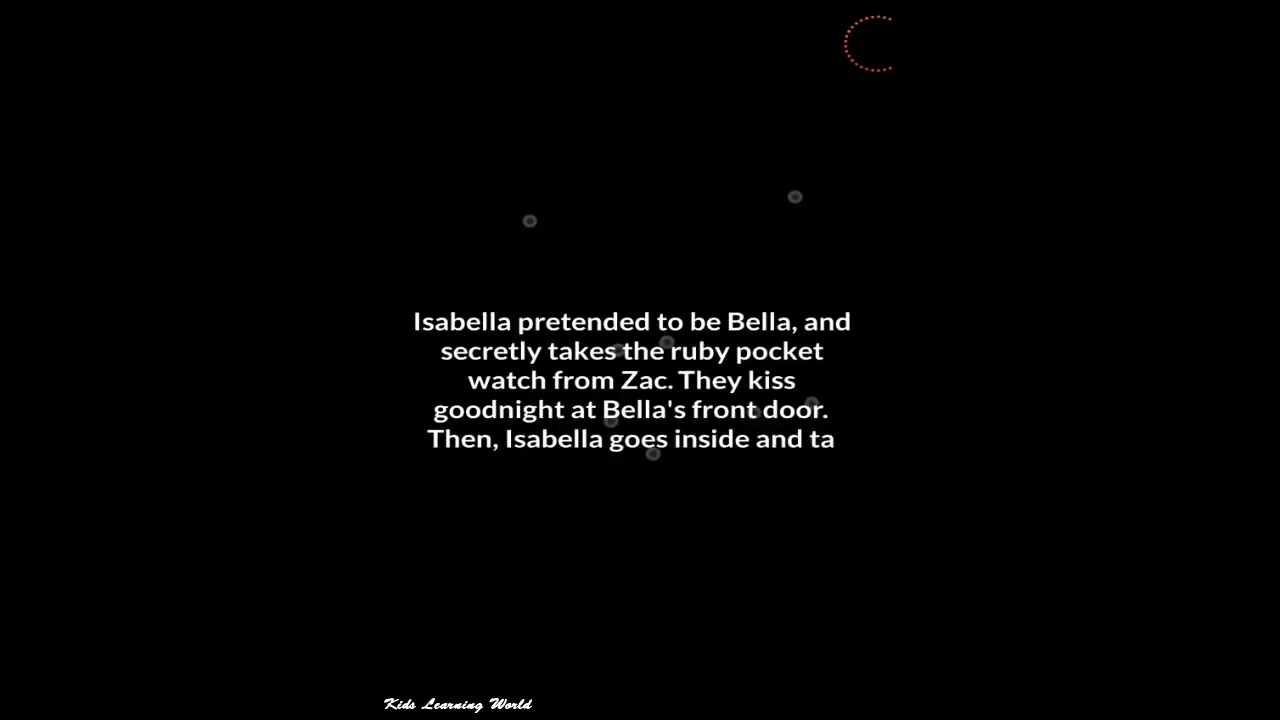 Isabella pretended to be Bella, and
secretly takes the ruby pocket
watch from Zac. They kiss
goodnight at Bella's front door.
Then, Isabella goes inside and ta
Kids Learning World